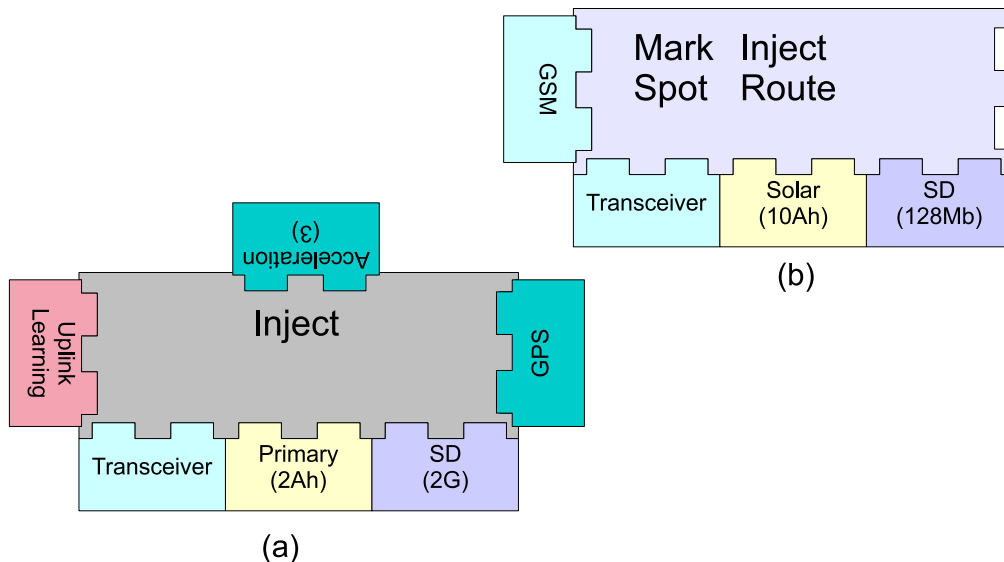 Mark Inject
Spot Route
GSM
Transceiver
Solar
(10Ah)
SD
(128Mb)
(b)
Acceleration
(3)
Inject
Uplink
Learning
GPS
Transceiver
Primary
(2Ah)
SD
(2G)
(a)